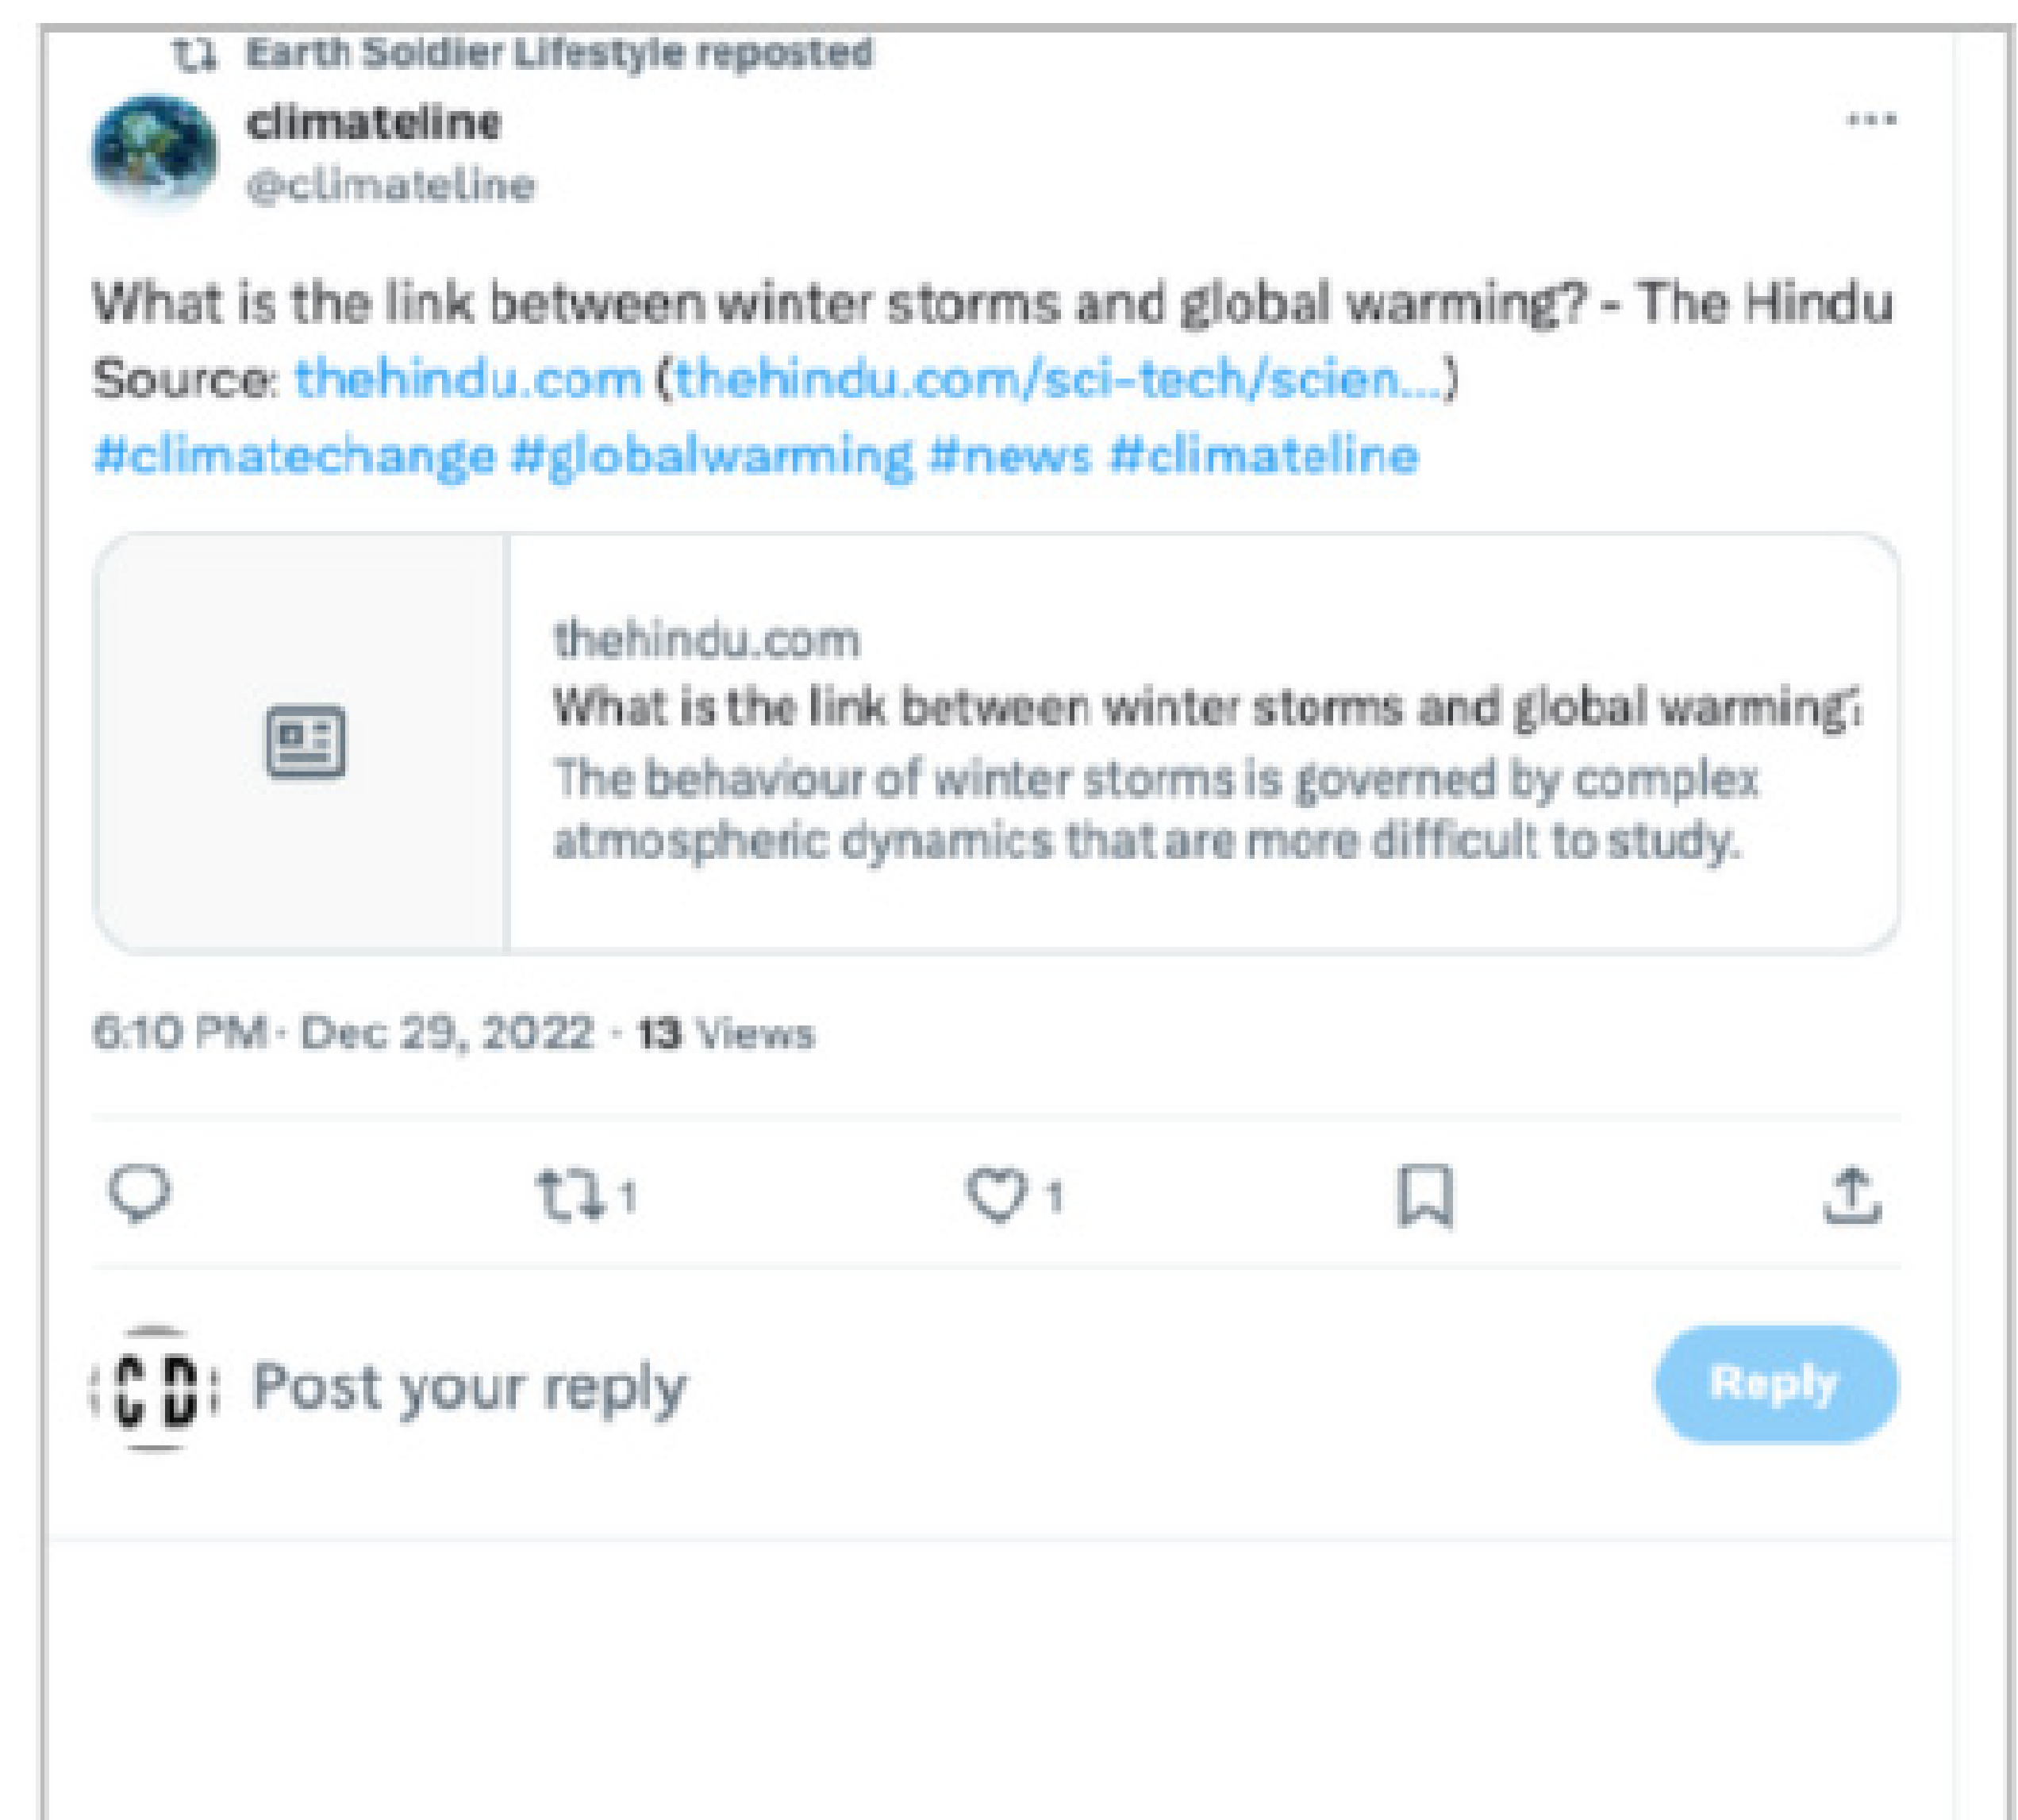 Earth Soldier Lifestyle reposted
climateline
@climateline
What is the link between winter storms and global warming? - The Hindu
Source: thehindu.com (thehindu.com/sci-tech/scien...)
#climatechange #globalwarming #news #climateline
thehindu.com
What is the link between winter storms and global warming?
The behaviour of winter storms is governed by complex
atmospheric dynamics that are more difficult to study.
6:10 PM · Dec 29, 2022 · 13 Views
1 1
C D Post your reply Reply